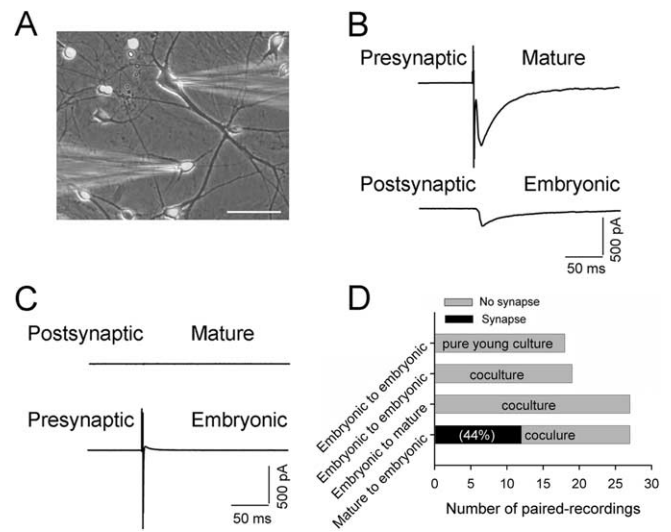 A
B
Presynaptic Mature
Postsynaptic Embryonic
500 pA
50 ms
C
Postsynaptic Mature
Presynaptic Embryonic
500 pA
50 ms
D
No synapse
Synapse
Embryonic to embryonic
pure young culture
Embryonic to embryonic
coculture
Embryonic to mature
coculture
Mature to embryonic
(44%) coculure
0 5 10 15 20 25 30
Number of paired-recordings